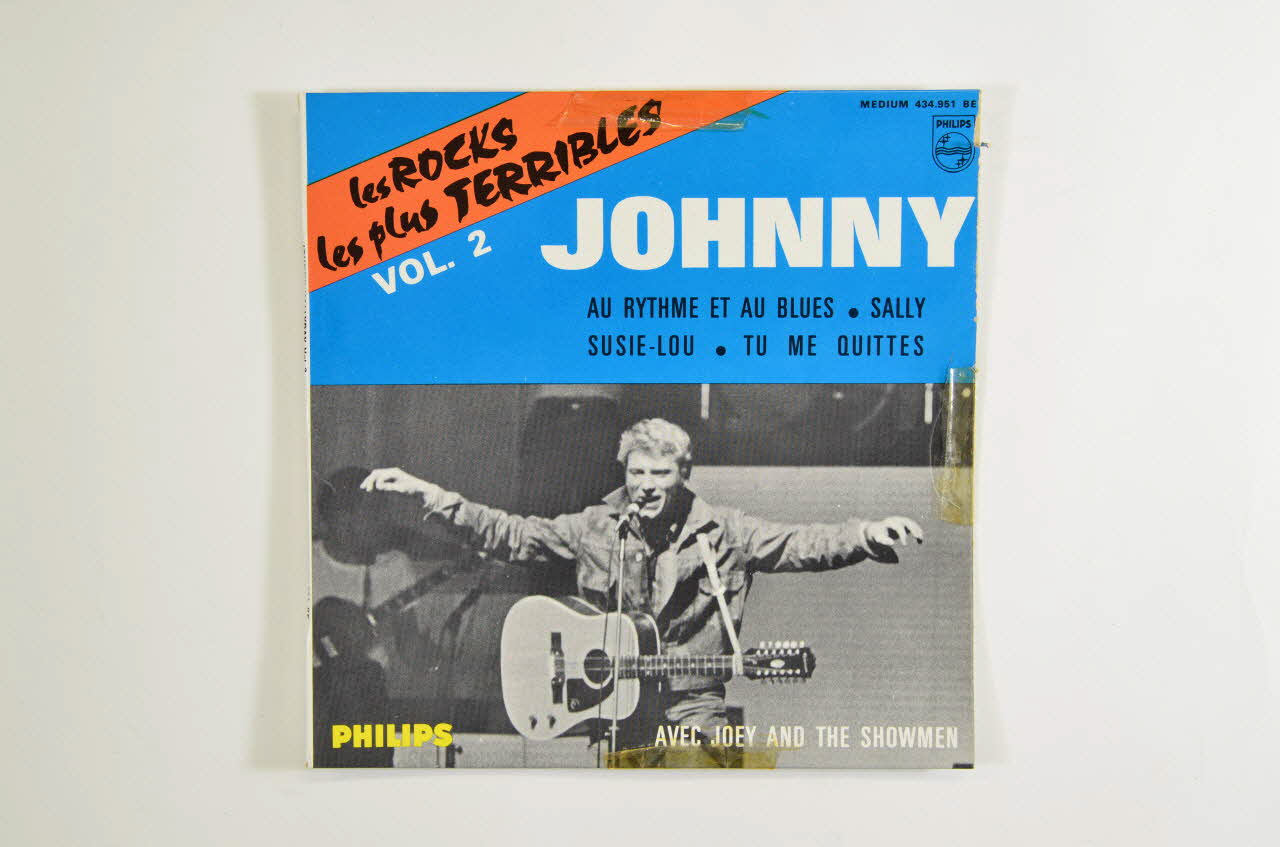 les ROCKS
les plus TERRIBLES
VOL. 2
MEDIUM 434.951 BE
PHILIPS
JOHNNY
AU RYTHME ET AU BLUES • SALLY
SUSIE-LOU • TU ME QUITTES
PHILIPS
AVEC JOEY AND THE SHOWMEN